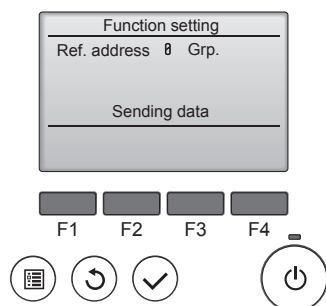 Function setting
Ref. address 0 Grp.
Sending data
F1 F2 F3 F4